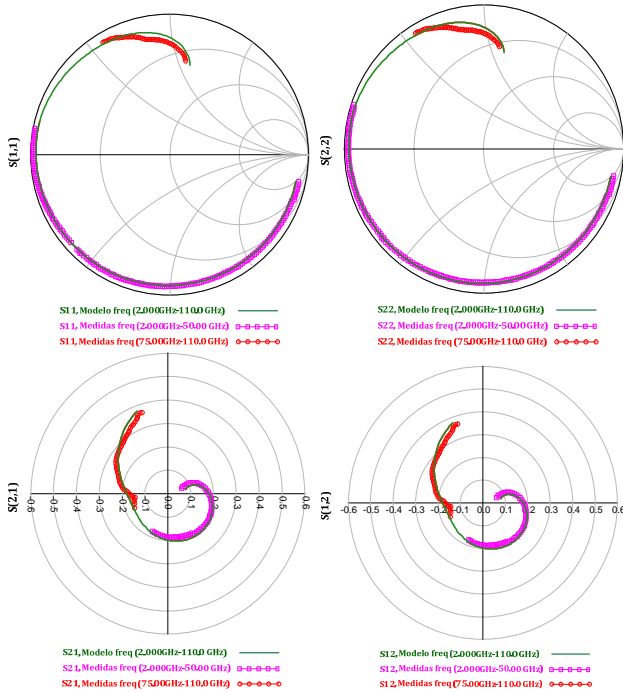 S(1,1)
S(2,2)
S11,Modelo freq (2.000GHz-110.0 GHz)
S11,Medidas freq (2.000GHz-50.00 GHz)
S11,Medidas freq (75.00GHz-110.0 GHz)
S22,Modelo freq (2.000GHz-110.0 GHz)
S22,Medidas freq (2.000GHz-50.00 GHz)
S22,Medidas freq (75.00GHz-110.0 GHz)
S(2,1)
-0.6 -0.5 -0.4 -0.3 -0.2 -0.1 0.0 0.1 0.2 0.3 0.4 0.5 0.6
S(1,2)
-0.6 -0.5 -0.4 -0.3 -0.2 -0.1 0.0 0.1 0.2 0.3 0.4 0.5 0.6
S21,Modelo freq (2.000GHz-110.0 GHz)
S21,Medidas freq (2.000GHz-50.00 GHz)
S21,Medidas freq (75.00GHz-110.0 GHz)
S12,Modelo freq (2.000GHz-110.0 GHz)
S12,Medidas freq (2.000GHz-50.00 GHz)
S12,Medidas freq (75.00GHz-110.0 GHz)